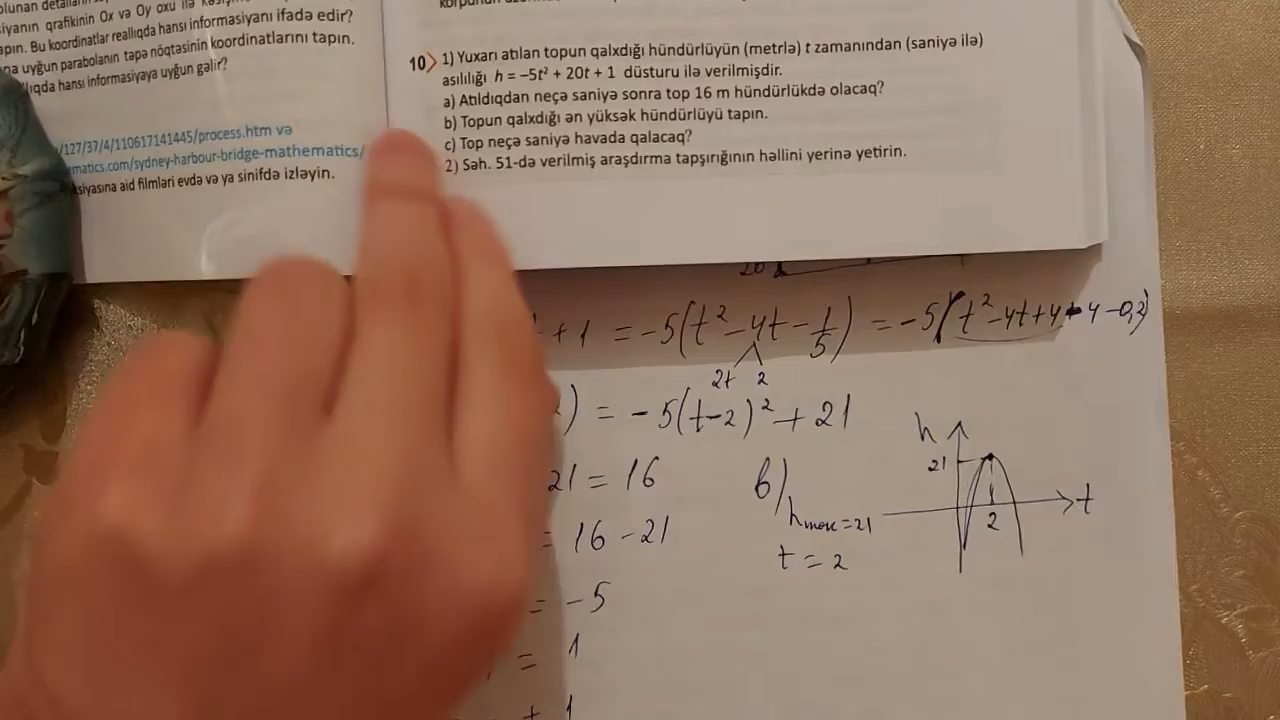 qrafikinin Ox və Oy oxu ilə
Bu koordinatlar reallıqda hansı informasiyanı ifadə edir?
uyğun parabolanın təpə nöqtəsinin koordinatlarını tapın.
hansı informasiyaya uyğun gəlir?
/127/37/4/110617141445/process.htm və
matics.com/sydney-harbour-bridge-mathematics/
aid filmləri evdə və ya sinifdə izləyin.
10) 1) Yuxarı atılan topun qalxdığı hündürlüyün (metrlə) t zamanından (saniyə ilə)
asılılığı h = –5t² + 20t + 1 düsturu ilə verilmişdir.
a) Atıldıqdan neçə saniyə sonra top 16 m hündürlükdə olacaq?
b) Topun qalxdığı ən yüksək hündürlüyü tapın.
c) Top neçə saniyə havada qalacaq?
2) Səh. 51-də verilmiş araşdırma tapşırığının həllini yerinə yetirin.
+ 1 = -5(t² - 4t - 1/5) = -5(t² - 4t + 4 - 4 - 0,2)
2t 2
) = -5(t-2)² + 21
21 = 16
= 16 - 21
= -5
= 1
± 1
b/
hmax = 21
t = 2
h
21
t
2